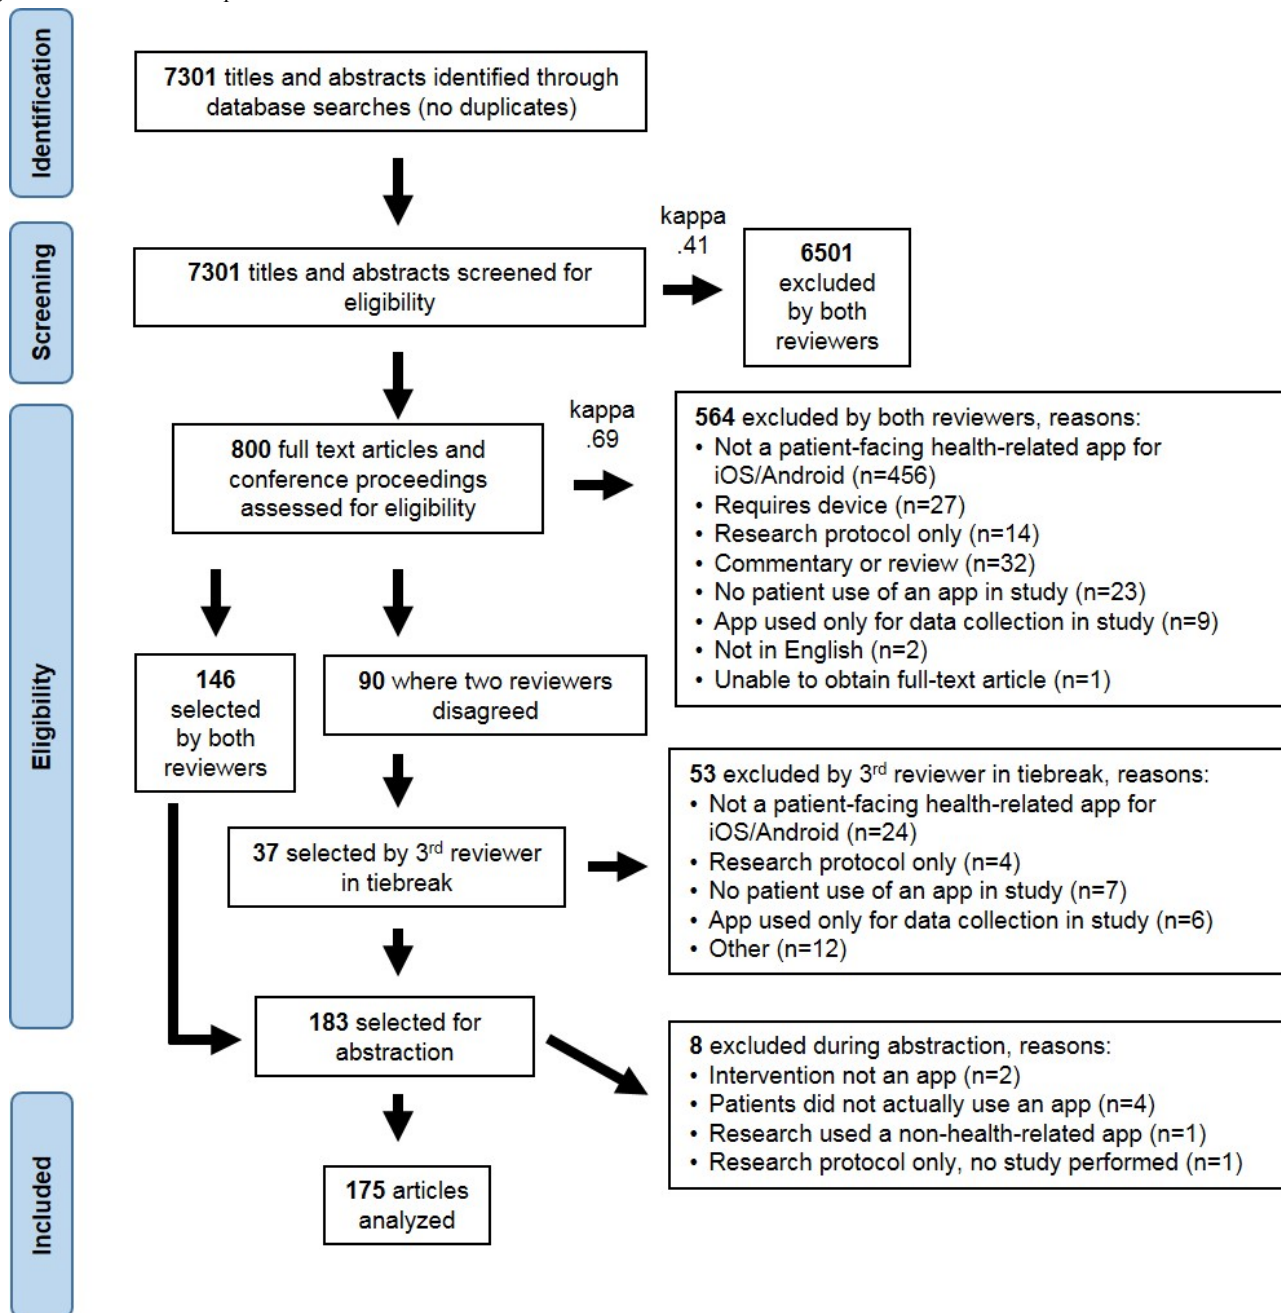 Identification
7301 titles and abstracts identified through
database searches (no duplicates)
Screening
7301 titles and abstracts screened for
eligibility
kappa
.41
6501
excluded
by both
reviewers
Eligibility
800 full text articles and
conference proceedings
assessed for eligibility
kappa
.69
564 excluded by both reviewers, reasons:
• Not a patient-facing health-related app for
iOS/Android (n=456)
• Requires device (n=27)
• Research protocol only (n=14)
• Commentary or review (n=32)
• No patient use of an app in study (n=23)
• App used only for data collection in study (n=9)
• Not in English (n=2)
• Unable to obtain full-text article (n=1)
146
selected
by both
reviewers
90 where two reviewers
disagreed
37 selected by 3rd reviewer
in tiebreak
53 excluded by 3rd reviewer in tiebreak, reasons:
• Not a patient-facing health-related app for
iOS/Android (n=24)
• Research protocol only (n=4)
• No patient use of an app in study (n=7)
• App used only for data collection in study (n=6)
• Other (n=12)
183 selected for
abstraction
8 excluded during abstraction, reasons:
• Intervention not an app (n=2)
• Patients did not actually use an app (n=4)
• Research used a non-health-related app (n=1)
• Research protocol only, no study performed (n=1)
Included
175 articles
analyzed